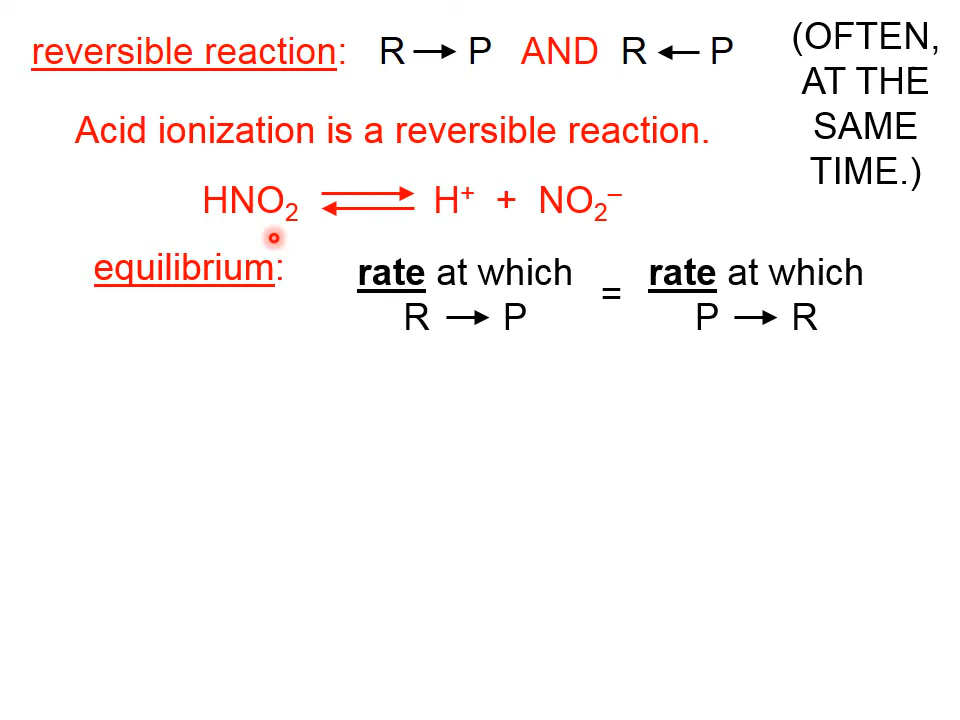 reversible reaction: R → P AND R ← P
(OFTEN,
AT THE
SAME
TIME.)
Acid ionization is a reversible reaction.
HNO₂ ⇄ H⁺ + NO₂⁻
equilibrium:
rate at which = rate at which
R → P P → R